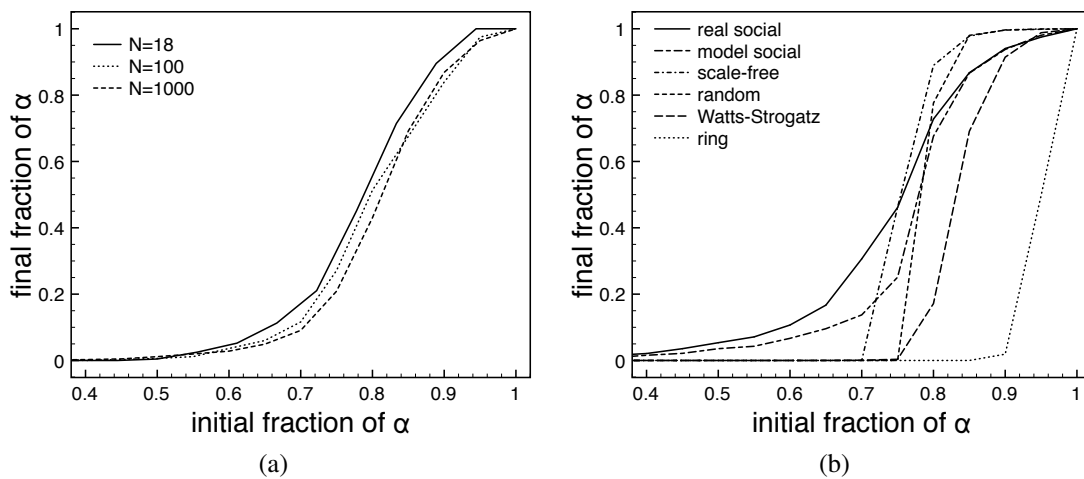 1
0.8
0.6
0.4
0.2
0
final fraction of α
N=18
N=100
N=1000
0.4 0.5 0.6 0.7 0.8 0.9 1
initial fraction of α
(a)
1
0.8
0.6
0.4
0.2
0
final fraction of α
real social
model social
scale-free
random
Watts-Strogatz
ring
0.4 0.5 0.6 0.7 0.8 0.9 1
initial fraction of α
(b)